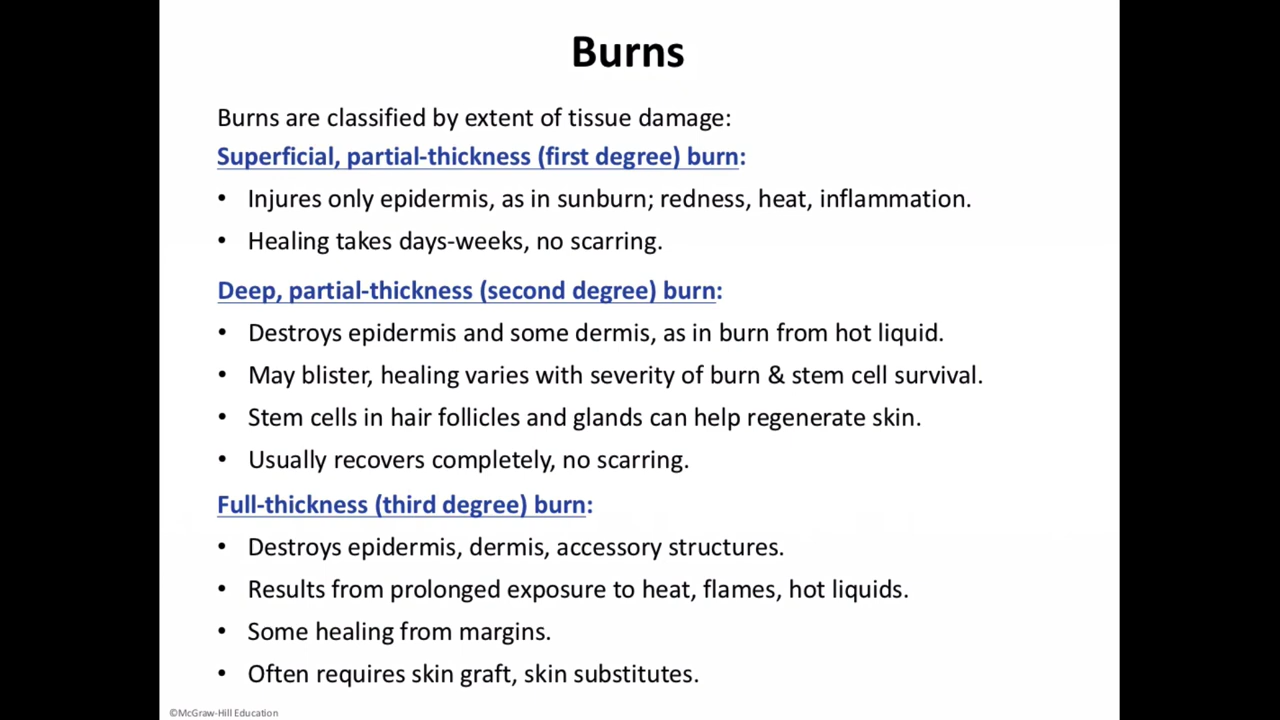 Burns
Burns are classified by extent of tissue damage:
Superficial, partial-thickness (first degree) burn:
• Injures only epidermis, as in sunburn; redness, heat, inflammation.
• Healing takes days-weeks, no scarring.
Deep, partial-thickness (second degree) burn:
• Destroys epidermis and some dermis, as in burn from hot liquid.
• May blister, healing varies with severity of burn & stem cell survival.
• Stem cells in hair follicles and glands can help regenerate skin.
• Usually recovers completely, no scarring.
Full-thickness (third degree) burn:
• Destroys epidermis, dermis, accessory structures.
• Results from prolonged exposure to heat, flames, hot liquids.
• Some healing from margins.
• Often requires skin graft, skin substitutes.
©McGraw-Hill Education